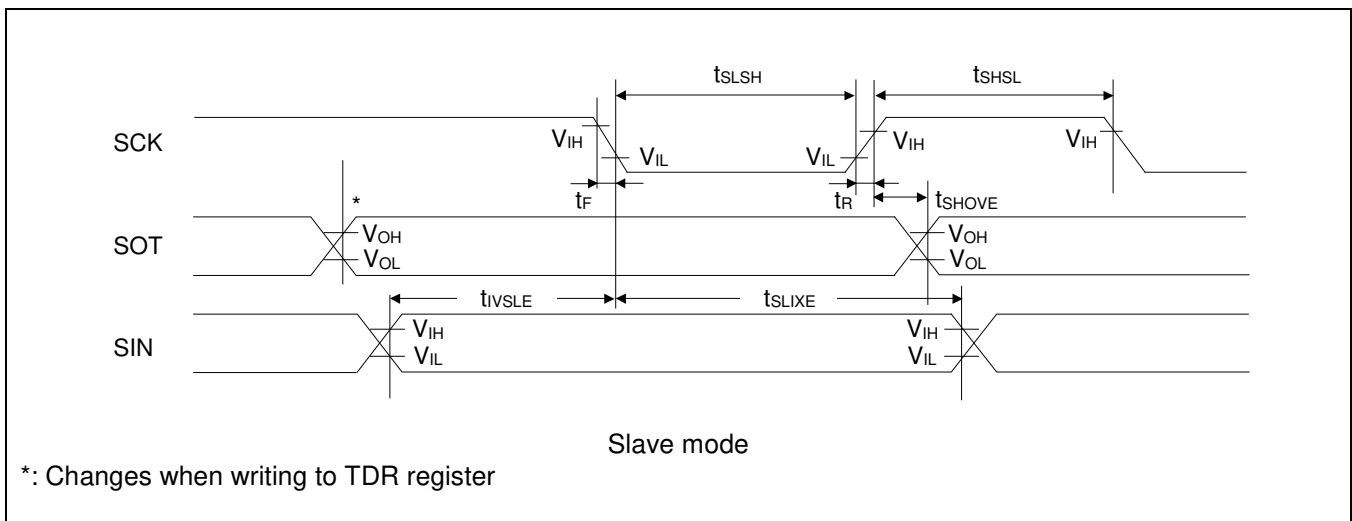 tSLSH tSHSL
SCK VIH VIL VIL VIH VIH
tF tR tSHOVE
*
SOT VOH VOH
VOL VOL
tIVSLE tSLIXE
SIN VIH VIH
VIL VIL
Slave mode
*: Changes when writing to TDR register